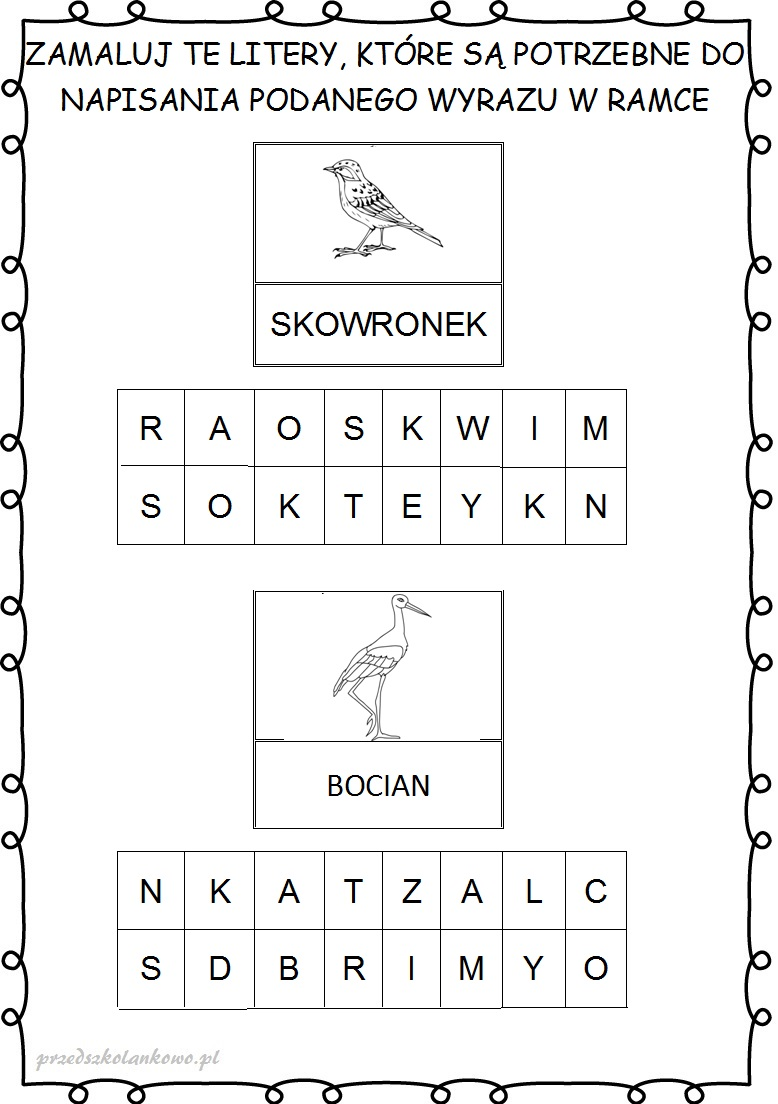 ZAMALUJ TE LITERY, KTÓRE SĄ POTRZEBNE DO
NAPISANIA PODANEGO WYRAZU W RAMCE
SKOWRONEK
R A O S K W I M
S O K T E Y K N
BOCIAN
N K A T Z A L C
S D B R I M Y O
przedszkolankowo.pl